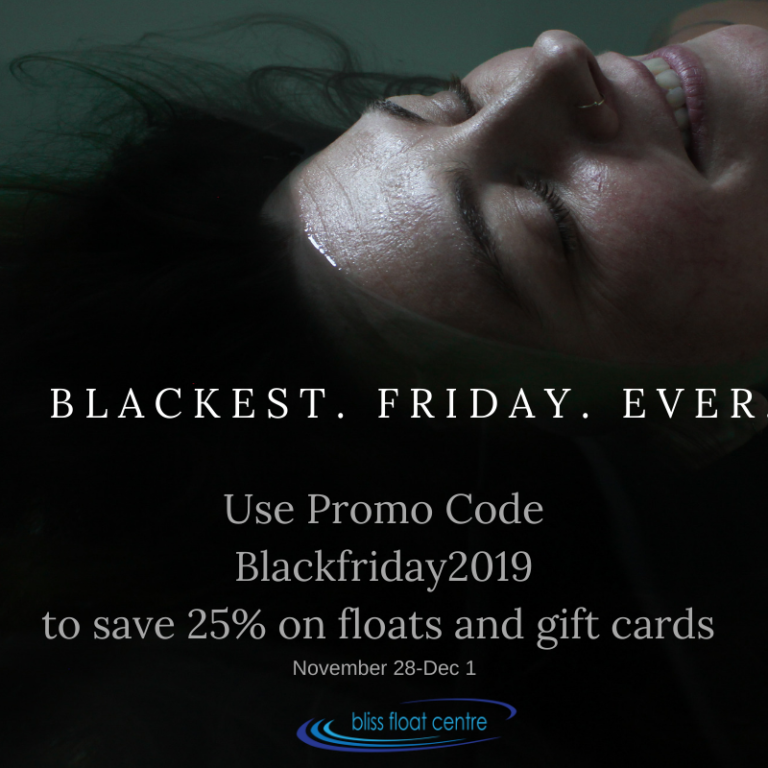 BLACKEST. FRIDAY. EVER.
Use Promo Code
Blackfriday2019
to save 25% on floats and gift cards
November 28-Dec 1
bliss float centre